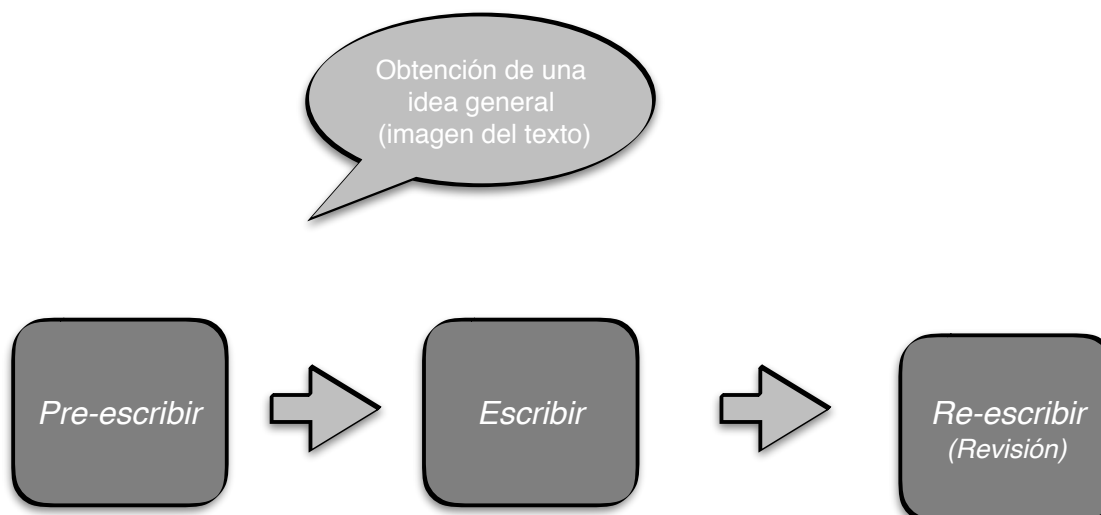 Obtención de una
idea general
(imagen del texto)
Pre-escribir
Escribir
Re-escribir
(Revisión)